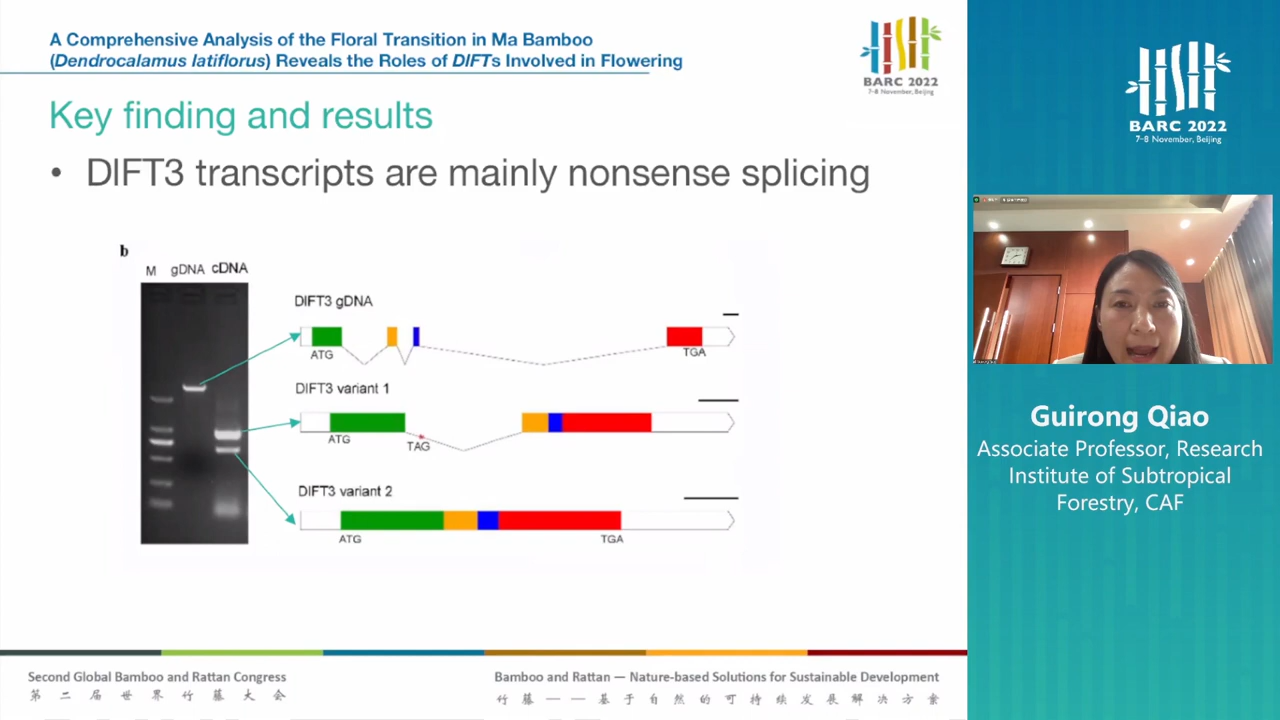 A Comprehensive Analysis of the Floral Transition in Ma Bamboo
(Dendrocalamus latiflorus) Reveals the Roles of DlFTs Involved in Flowering
BARC 2022
7-8 November, Beijing
Key finding and results
• DlFT3 transcripts are mainly nonsense splicing
b
M gDNA cDNA
DlFT3 gDNA
ATG
TGA
DlFT3 variant 1
ATG
TAG
DlFT3 variant 2
ATG
TGA
Second Global Bamboo and Rattan Congress
第二届世界竹藤大会
Bamboo and Rattan — Nature-based Solutions for Sustainable Development
竹藤——基于自然的可持续发展解决方案
BARC 2022
7-8 November, Beijing
Guirong Qiao
Associate Professor, Research
Institute of Subtropical
Forestry, CAF